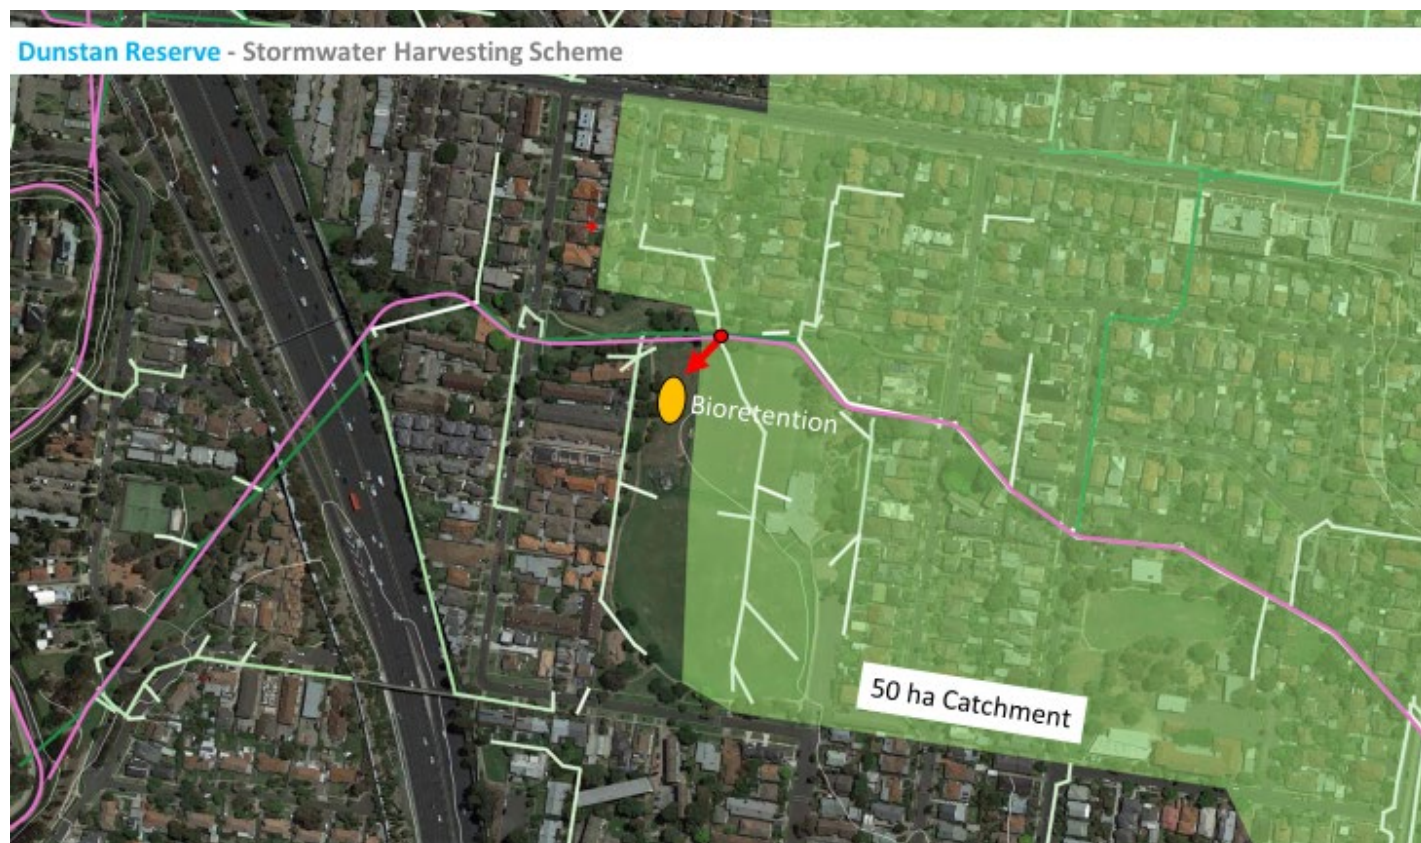 Dunstan Reserve - Stormwater Harvesting Scheme
Bioretention
50 ha Catchment